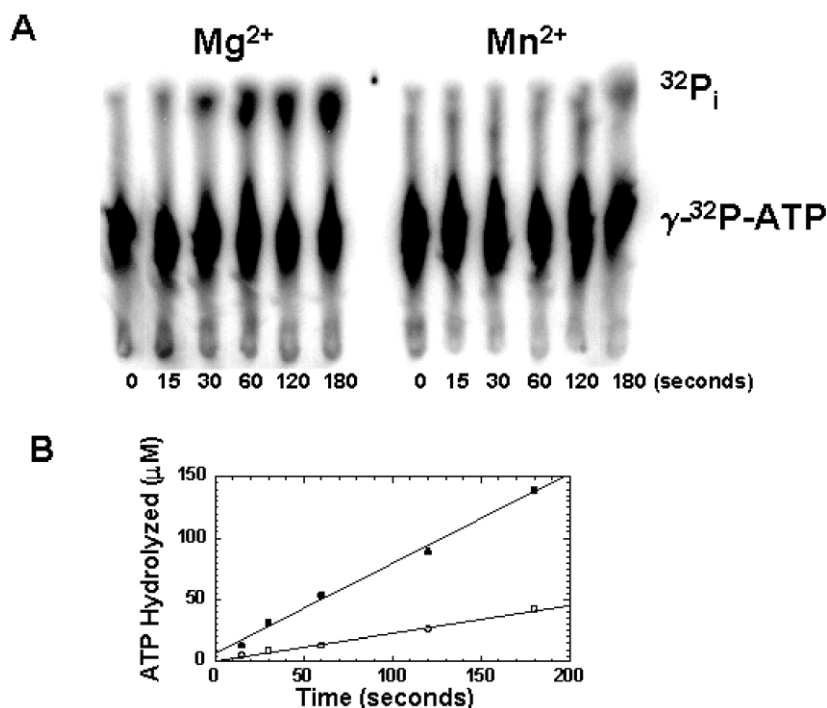 A
Mg²⁺ Mn²⁺
³²Pᵢ
γ-³²P-ATP
0 15 30 60 120 180 0 15 30 60 120 180 (seconds)
B
ATP Hydrolyzed (μM)
150
100
50
0
0 50 100 150 200
Time (seconds)